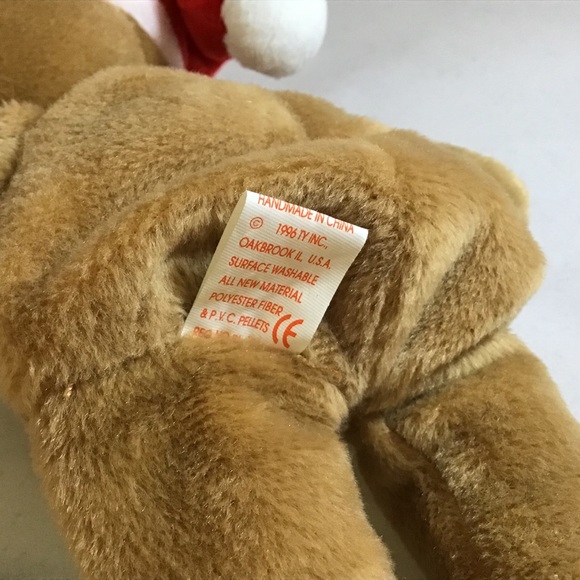 HANDMADE IN CHINA
© 1996 TY INC.,
OAKBROOK IL. U.S.A.
SURFACE WASHABLE
ALL NEW MATERIAL
POLYESTER FIBER
& P.V.C. PELLETS CE